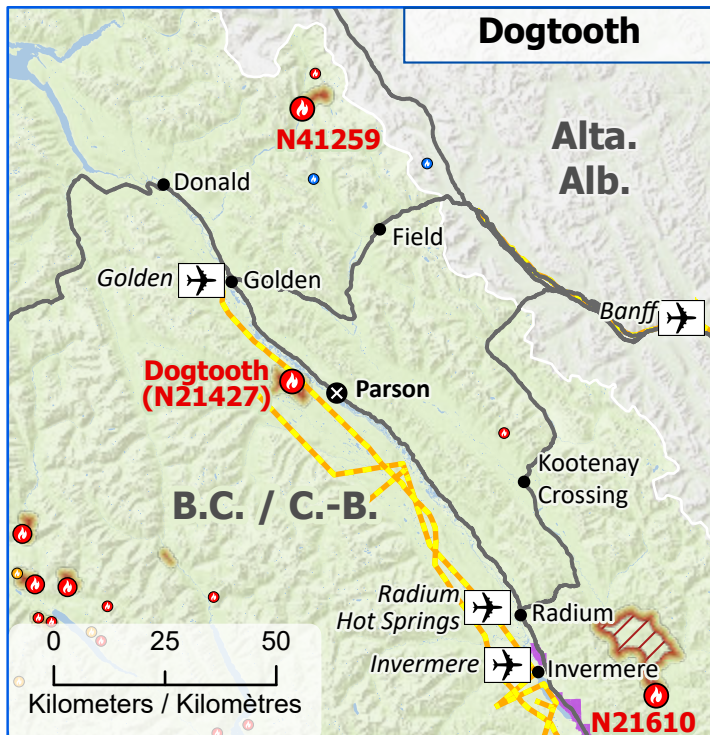 Dogtooth
N41259
Alta.
Alb.
Donald
Field
Golden
Golden
Banff
Dogtooth
(N21427)
Parson
Kootenay
Crossing
B.C. / C.-B.
Radium
Hot Springs
Radium
Invermere
Invermere
N21610
0 25 50
Kilometers / Kilomètres